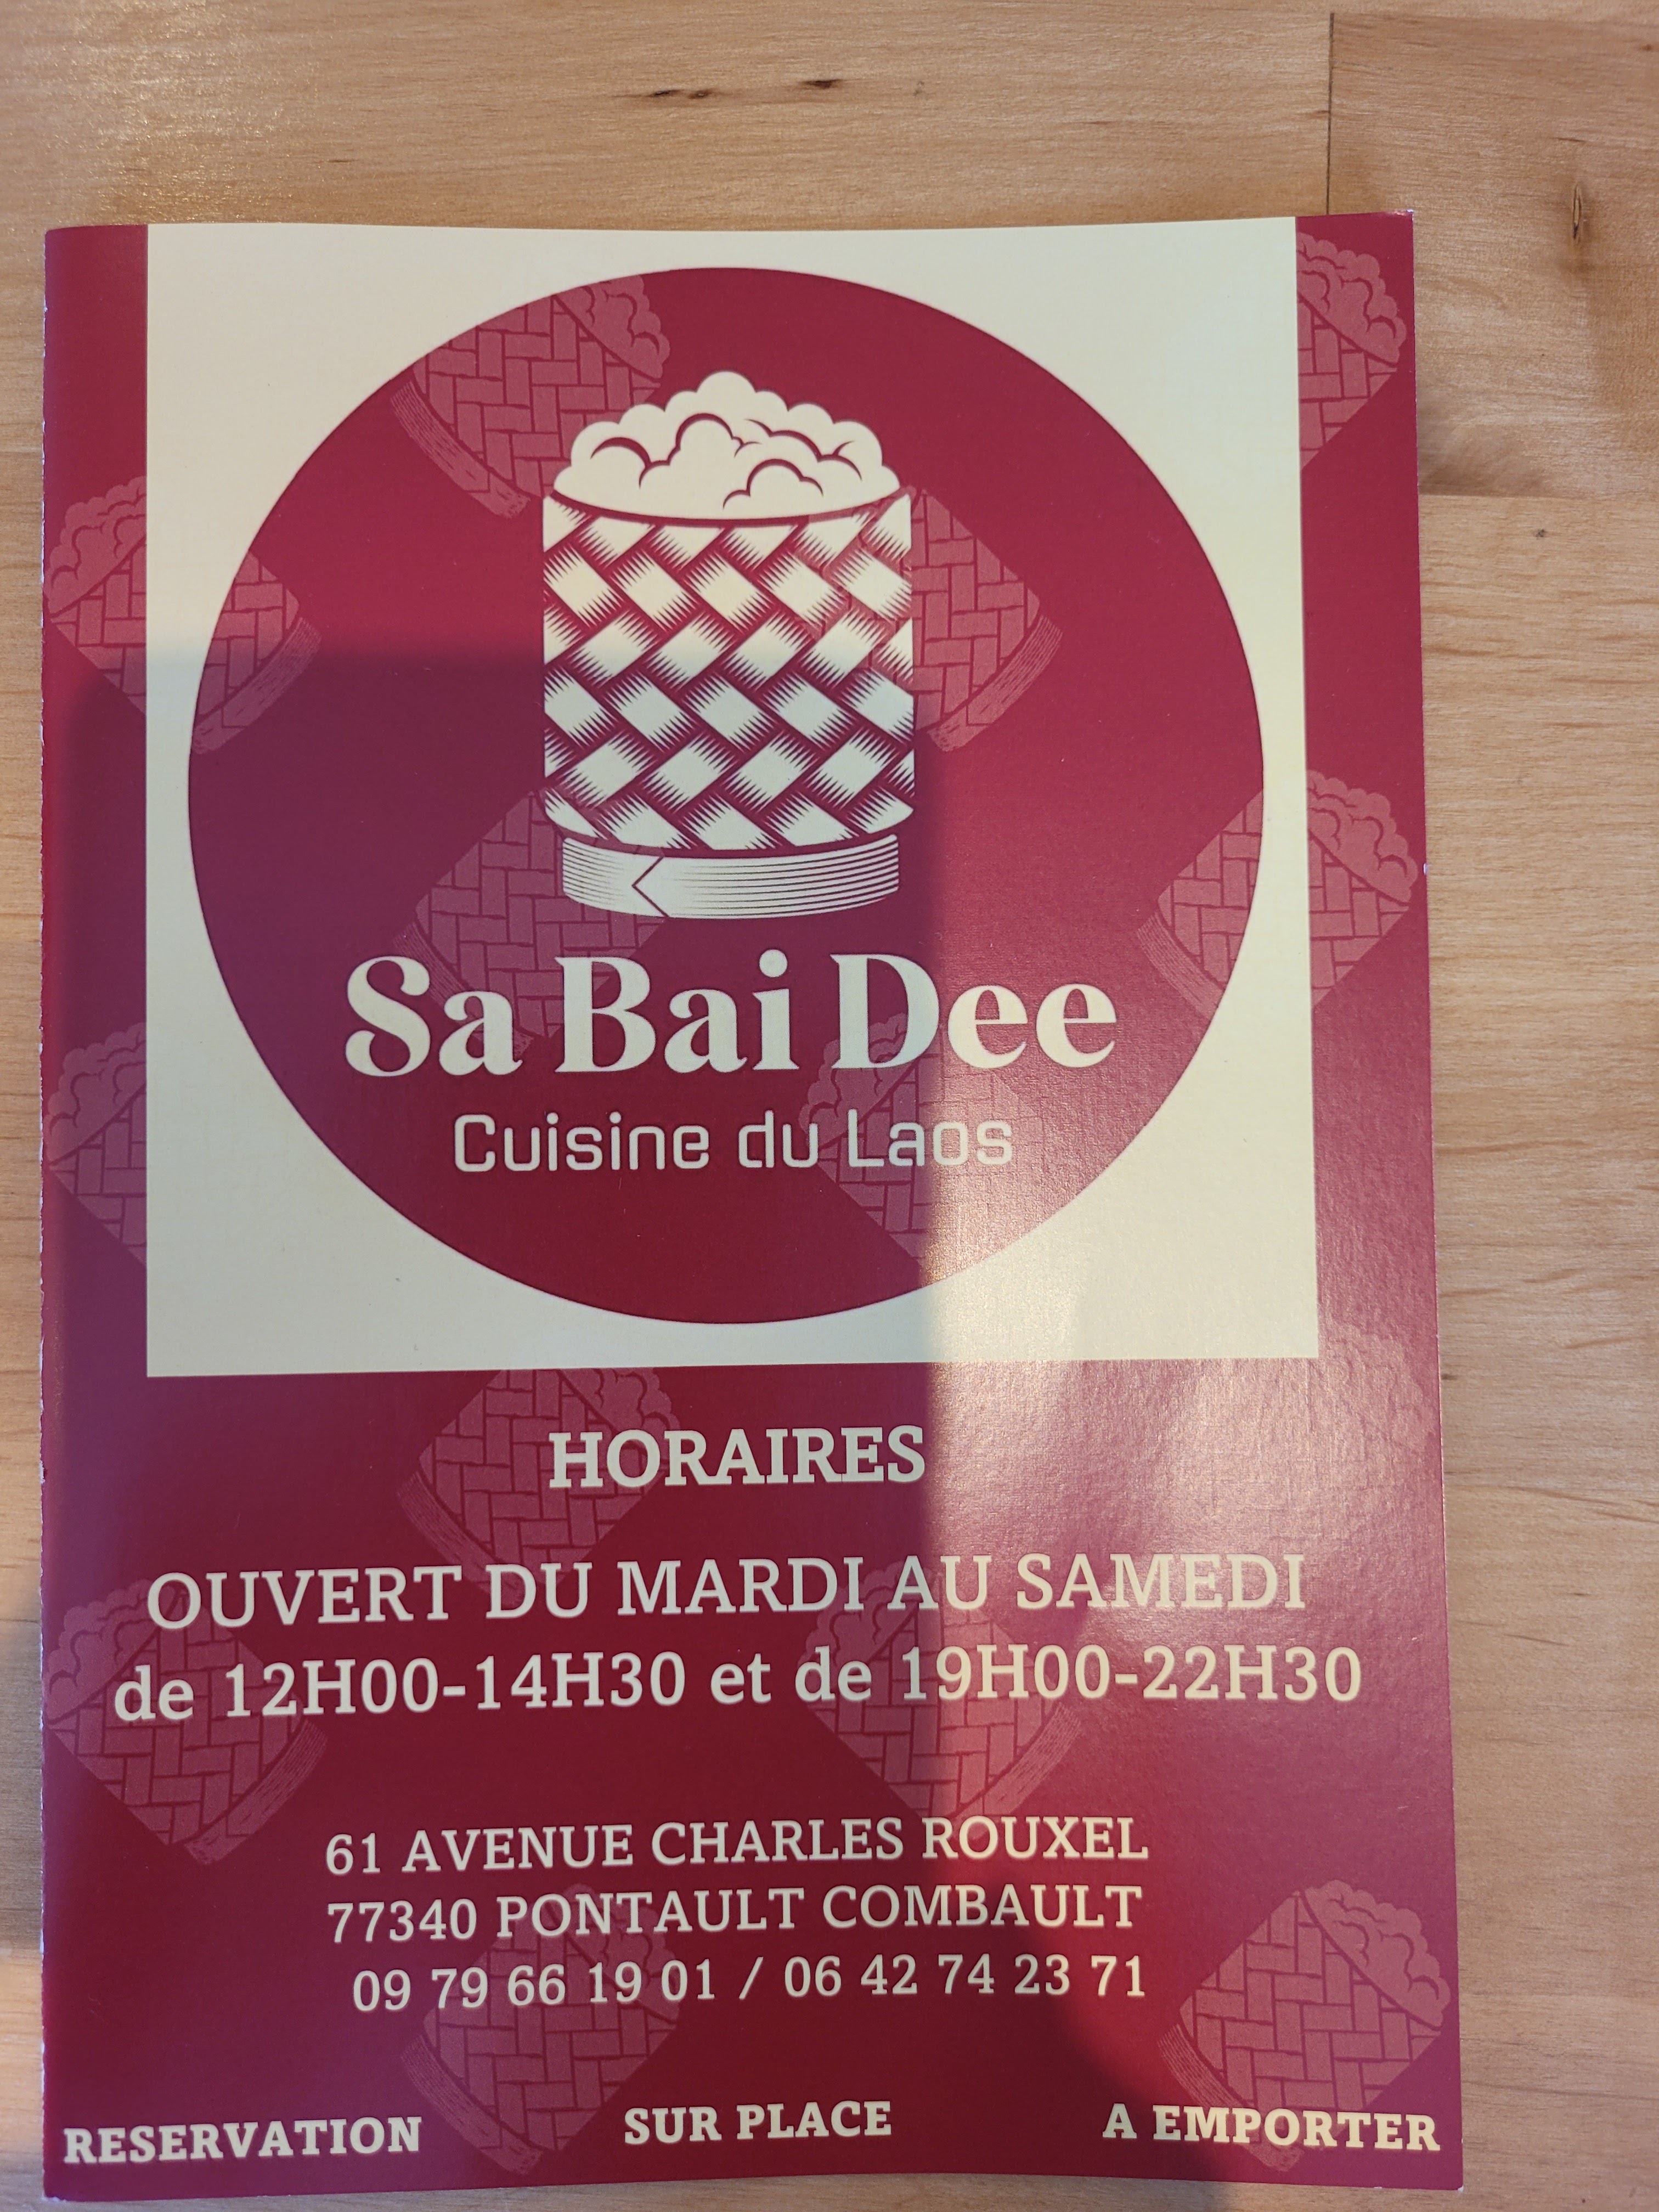 Sa Bai Dee
Cuisine du Laos
HORAIRES
OUVERT DU MARDI AU SAMEDI
de 12H00-14H30 et de 19H00-22H30
61 AVENUE CHARLES ROUXEL
77340 PONTAULT COMBAULT
09 79 66 19 01 / 06 42 74 23 71
RESERVATION SUR PLACE A EMPORTER